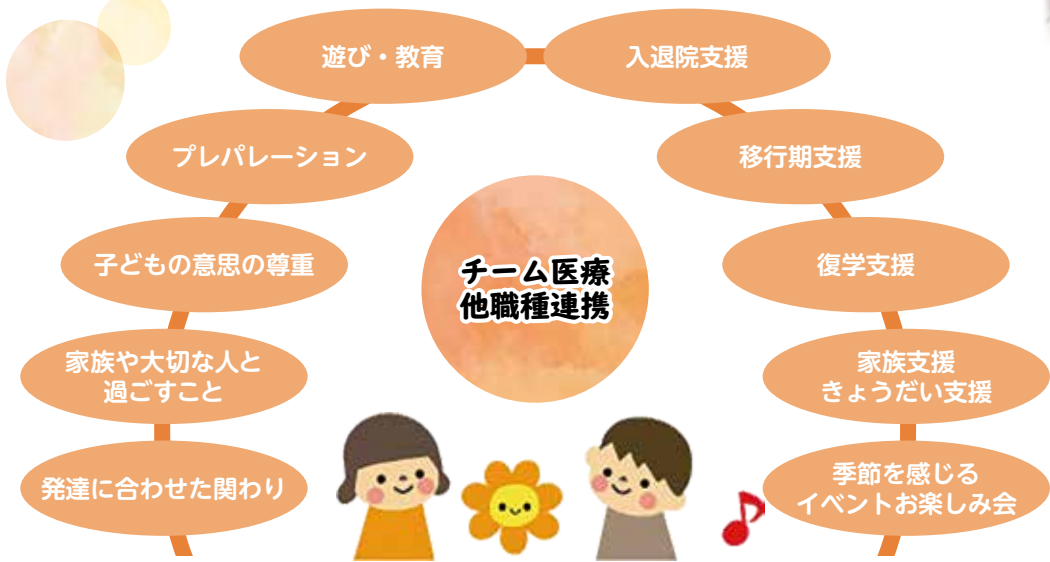 遊び・教育
入退院支援
プレパレーション
移行期支援
子どもの意思の尊重
チーム医療
他職種連携
復学支援
家族や大切な人と
過ごすこと
家族支援
きょうだい支援
発達に合わせた関わり
季節を感じる
イベントお楽しみ会